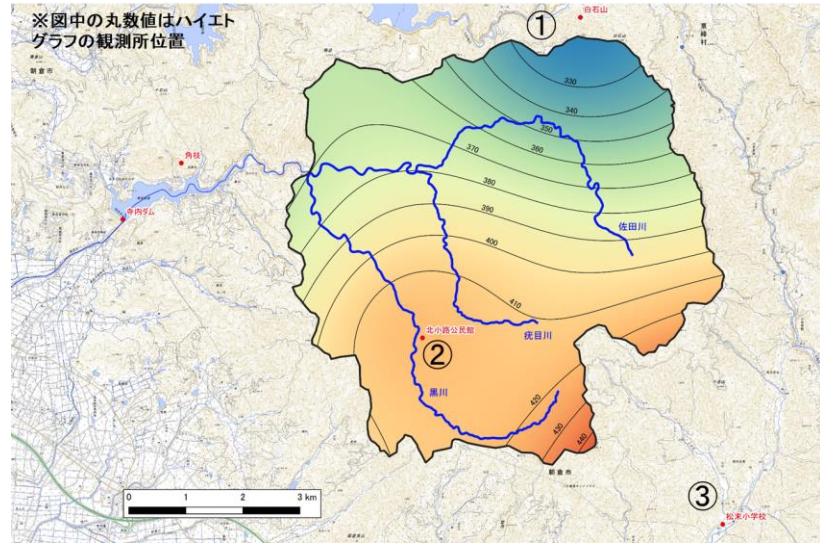 ※図中の丸数値はハイエト
グラフの観測所位置
①
白石山
東峰村
朝倉市
角枝
寺内ダム
330
340
350
360
370
380
390
400
410
佐田川
北小路公民館
②
疣目川
黒川
420
430
440
朝倉市
0 1 2 3 km
③
松末小学校